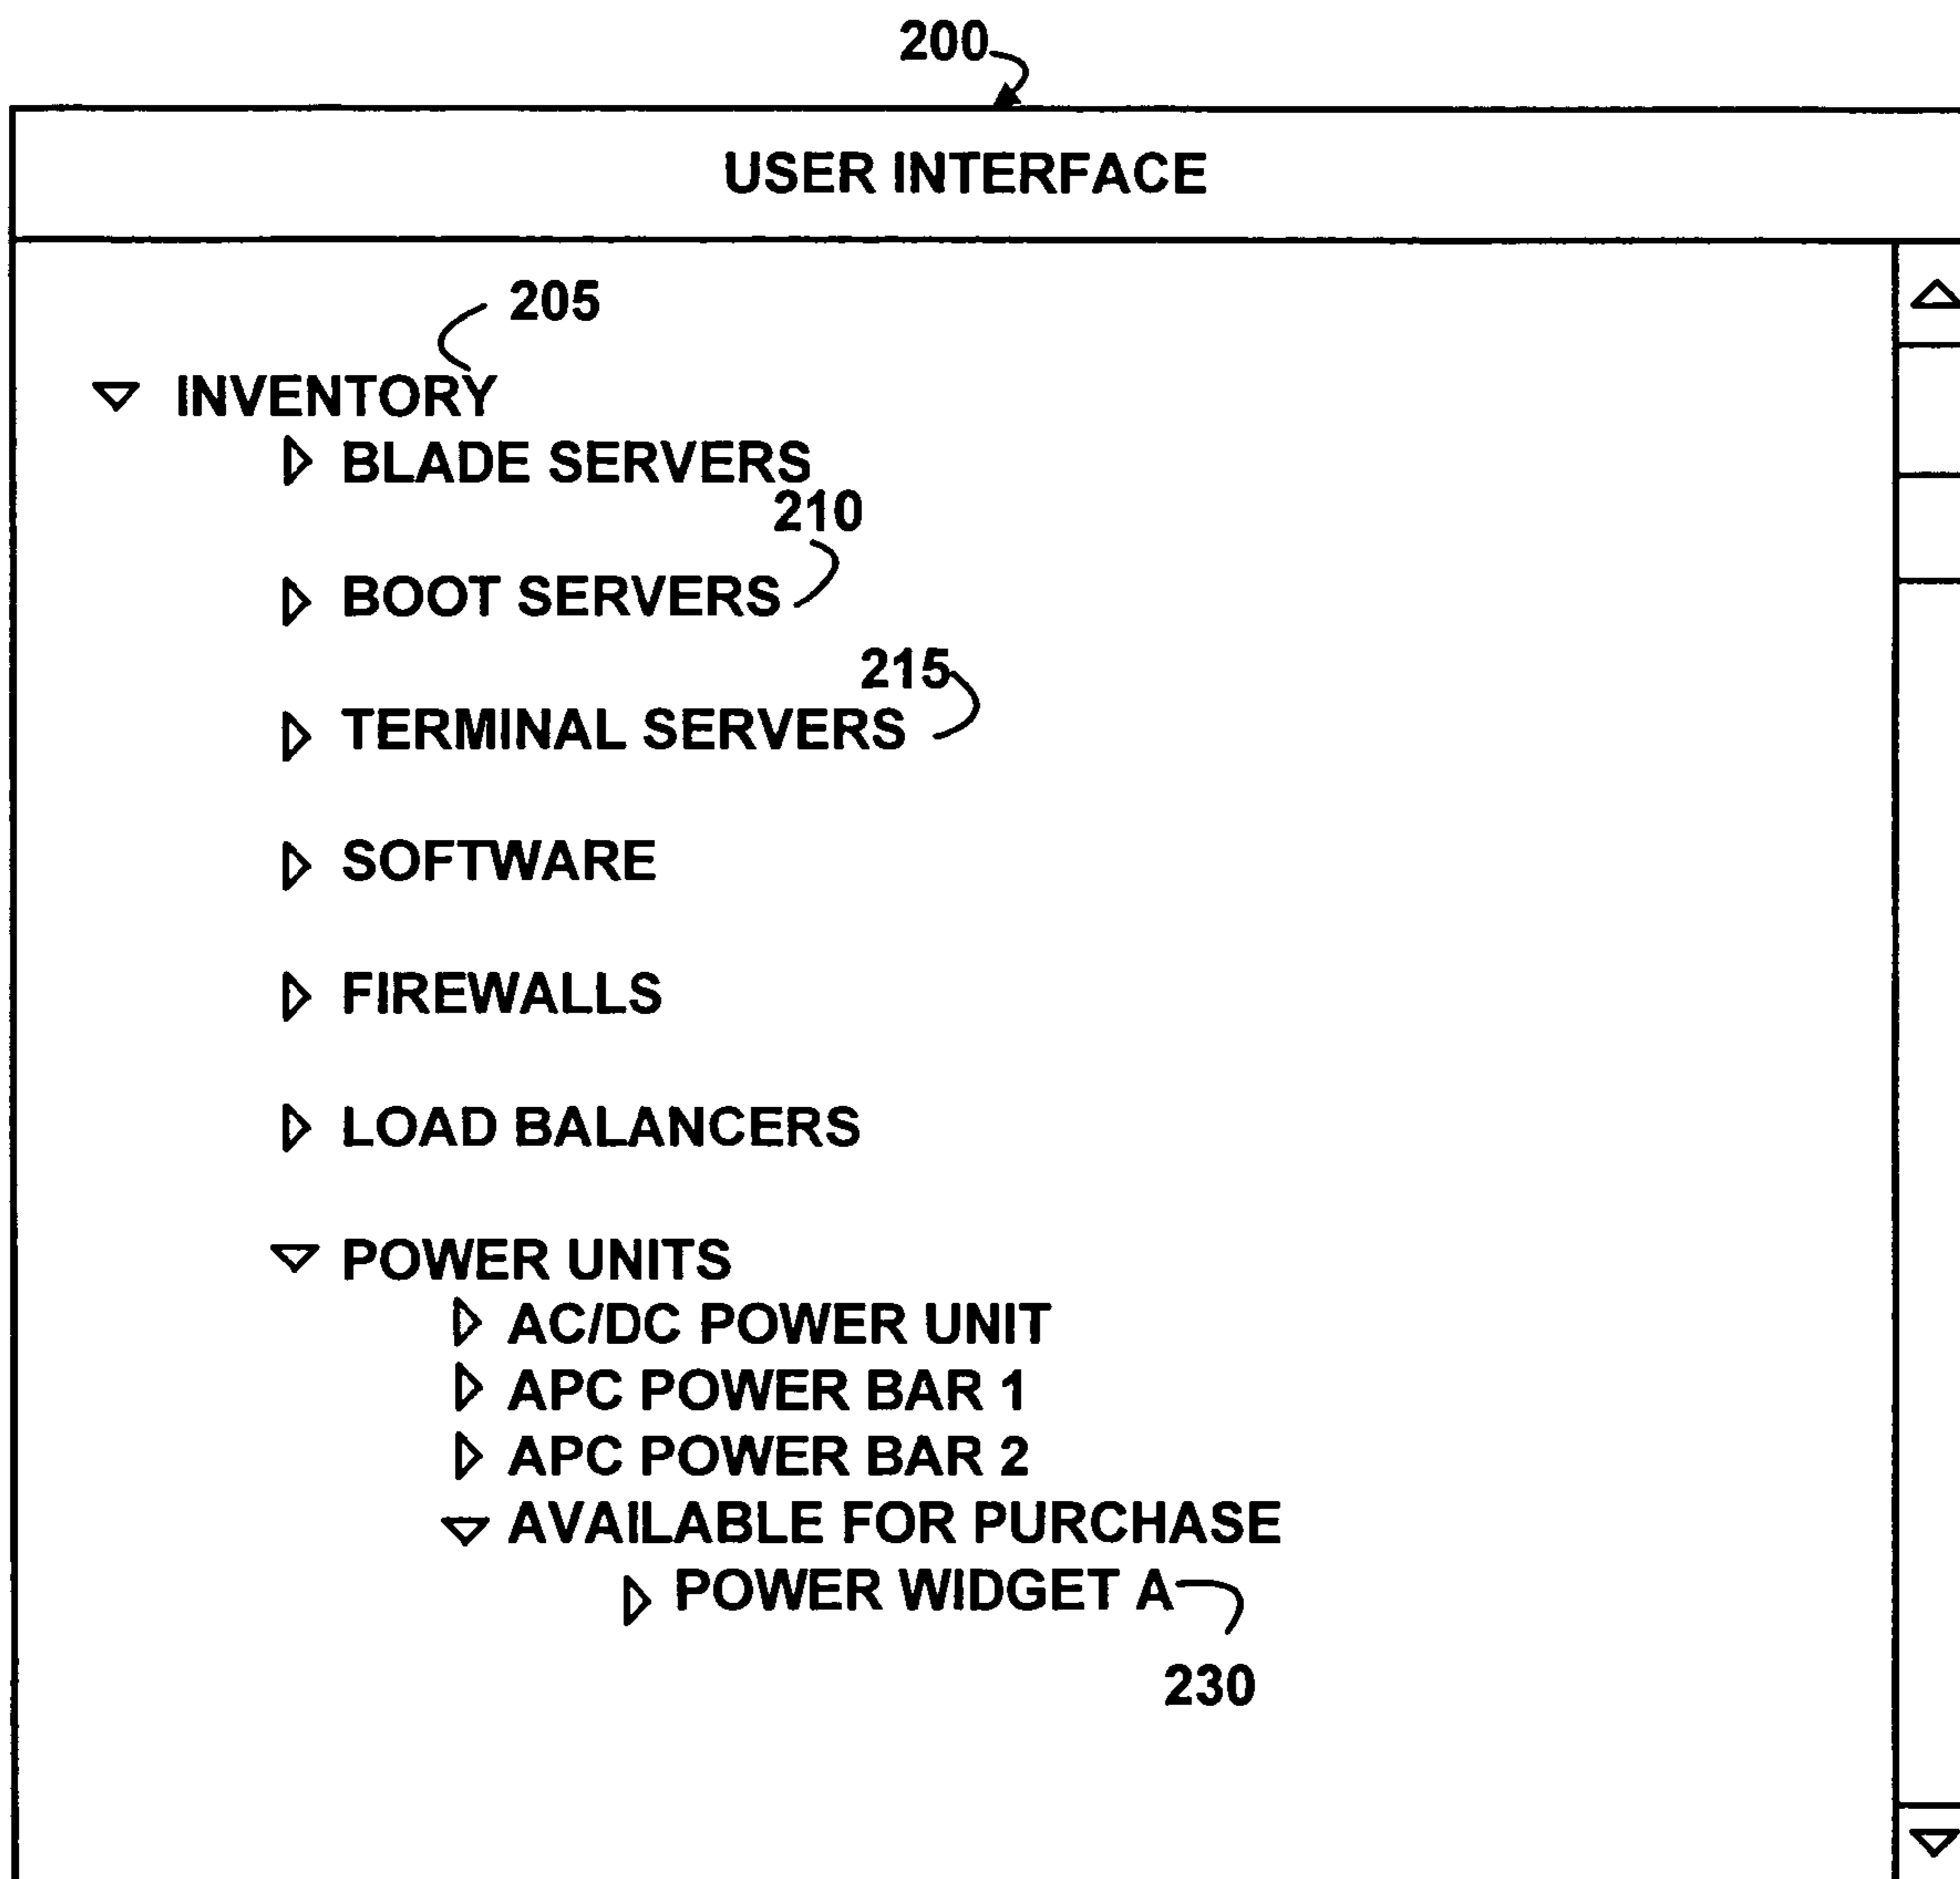 200
USER INTERFACE
205
INVENTORY
BLADE SERVERS
210
BOOT SERVERS
215
TERMINAL SERVERS
SOFTWARE
FIREWALLS
LOAD BALANCERS
POWER UNITS
AC/DC POWER UNIT
APC POWER BAR 1
APC POWER BAR 2
AVAILABLE FOR PURCHASE
POWER WIDGET A
230